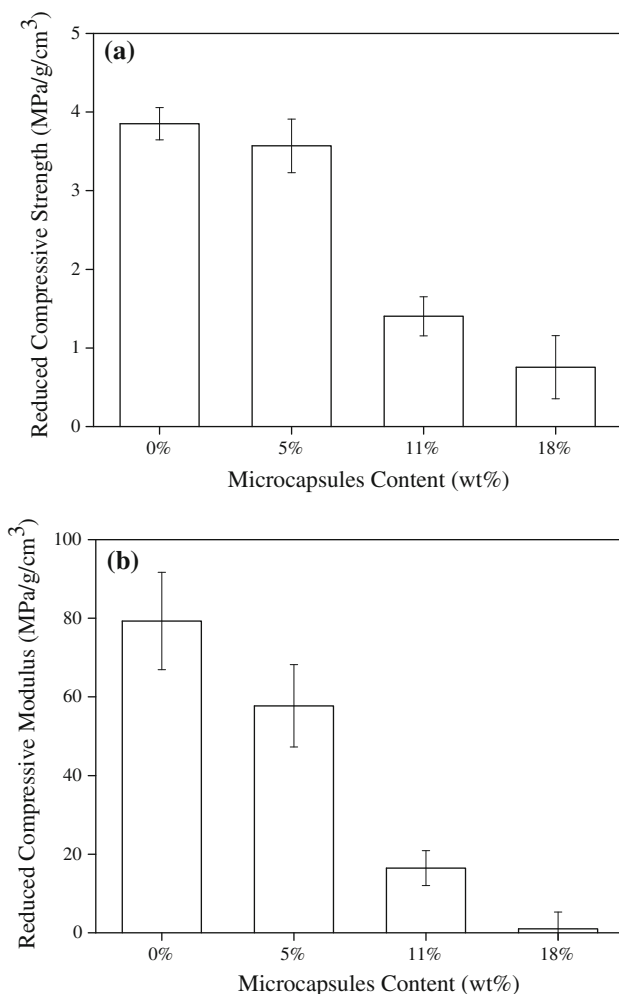 (a)
Reduced Compressive Strength (MPa/g/cm³)
5
4
3
2
1
0
0% 5% 11% 18%
Microcapsules Content (wt%)
(b)
Reduced Compressive Modulus (MPa/g/cm³)
100
80
60
40
20
0
0% 5% 11% 18%
Microcapsules Content (wt%)